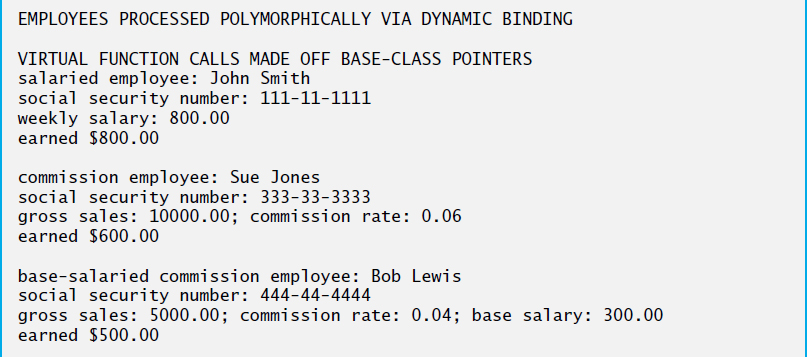 EMPLOYEES PROCESSED POLYMORPHICALLY VIA DYNAMIC BINDING
VIRTUAL FUNCTION CALLS MADE OFF BASE-CLASS POINTERS
salaried employee: John Smith
social security number: 111-11-1111
weekly salary: 800.00
earned $800.00
commission employee: Sue Jones
social security number: 333-33-3333
gross sales: 10000.00; commission rate: 0.06
earned $600.00
base-salaried commission employee: Bob Lewis
social security number: 444-44-4444
gross sales: 5000.00; commission rate: 0.04; base salary: 300.00
earned $500.00